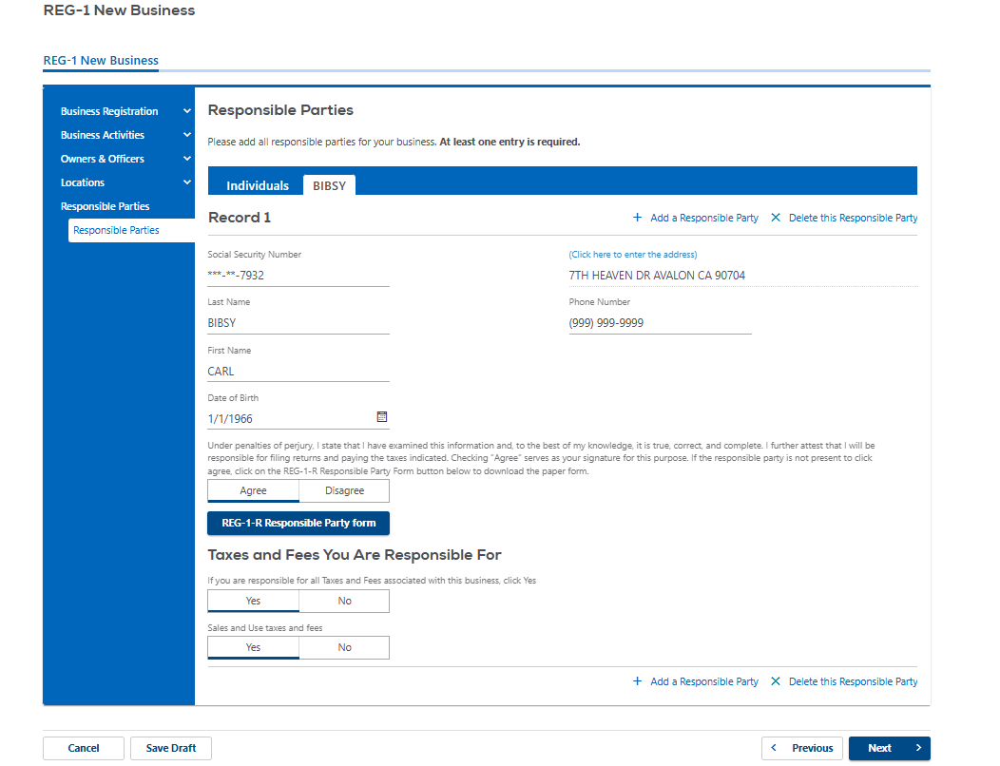 REG-1 New Business
REG-1 New Business
Business Registration
Business Activities
Owners & Officers
Locations
Responsible Parties
Responsible Parties
Responsible Parties
Please add all responsible parties for your business. At least one entry is required.
Individuals BIBSY
Record 1
+ Add a Responsible Party × Delete this Responsible Party
Social Security Number
***-**-7932
(Click here to enter the address)
7TH HEAVEN DR AVALON CA 90704
Last Name
BIBSY
Phone Number
(999) 999-9999
First Name
CARL
Date of Birth
1/1/1966
Under penalties of perjury, I state that I have examined this information and, to the best of my knowledge, it is true, correct, and complete. I further attest that I will be
responsible for filing returns and paying the taxes indicated. Checking "Agree" serves as your signature for this purpose. If the responsible party is not present to click
agree, click on the REG-1-R Responsible Party Form button below to download the paper form.
Agree Disagree
REG-1-R Responsible Party form
Taxes and Fees You Are Responsible For
If you are responsible for all Taxes and Fees associated with this business, click Yes
Yes No
Sales and Use taxes and fees
Yes No
+ Add a Responsible Party × Delete this Responsible Party
Cancel Save Draft < Previous Next >